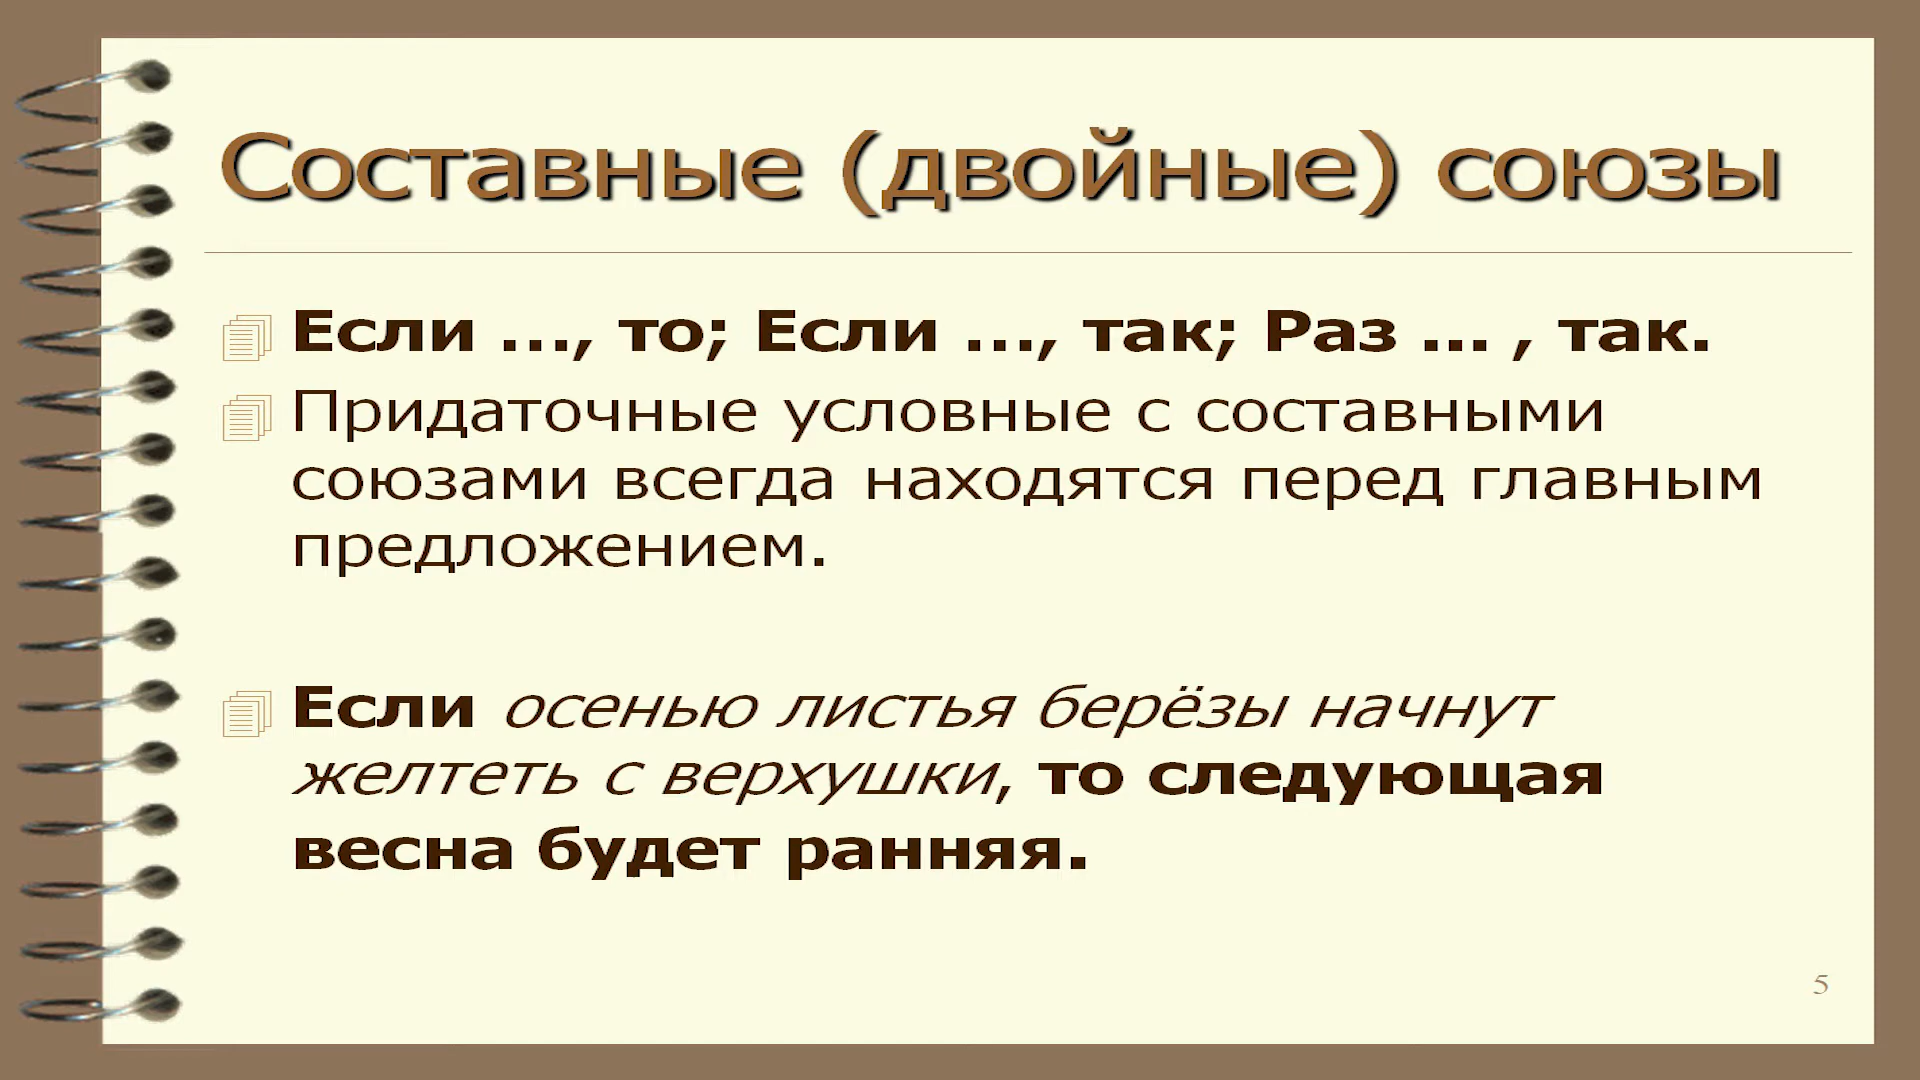 Составные (двойные) союзы
Если ..., то; Если ..., так; Раз ... , так.
Придаточные условные с составными
союзами всегда находятся перед главным
предложением.
Если осенью листья берёзы начнут
желтеть с верхушки, то следующая
весна будет ранняя.
5